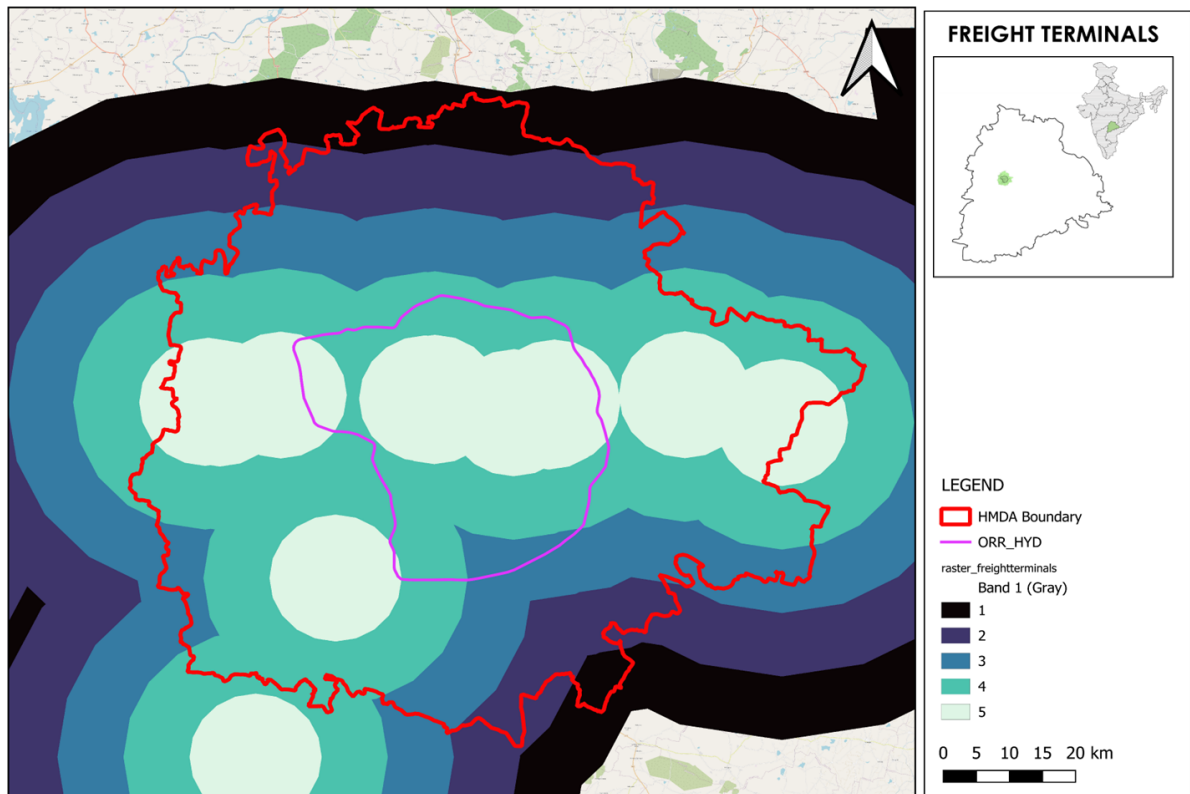 FREIGHT TERMINALS
LEGEND
HMDA Boundary
ORR_HYD
raster_freightterminals
Band 1 (Gray)
1
2
3
4
5
0 5 10 15 20 km